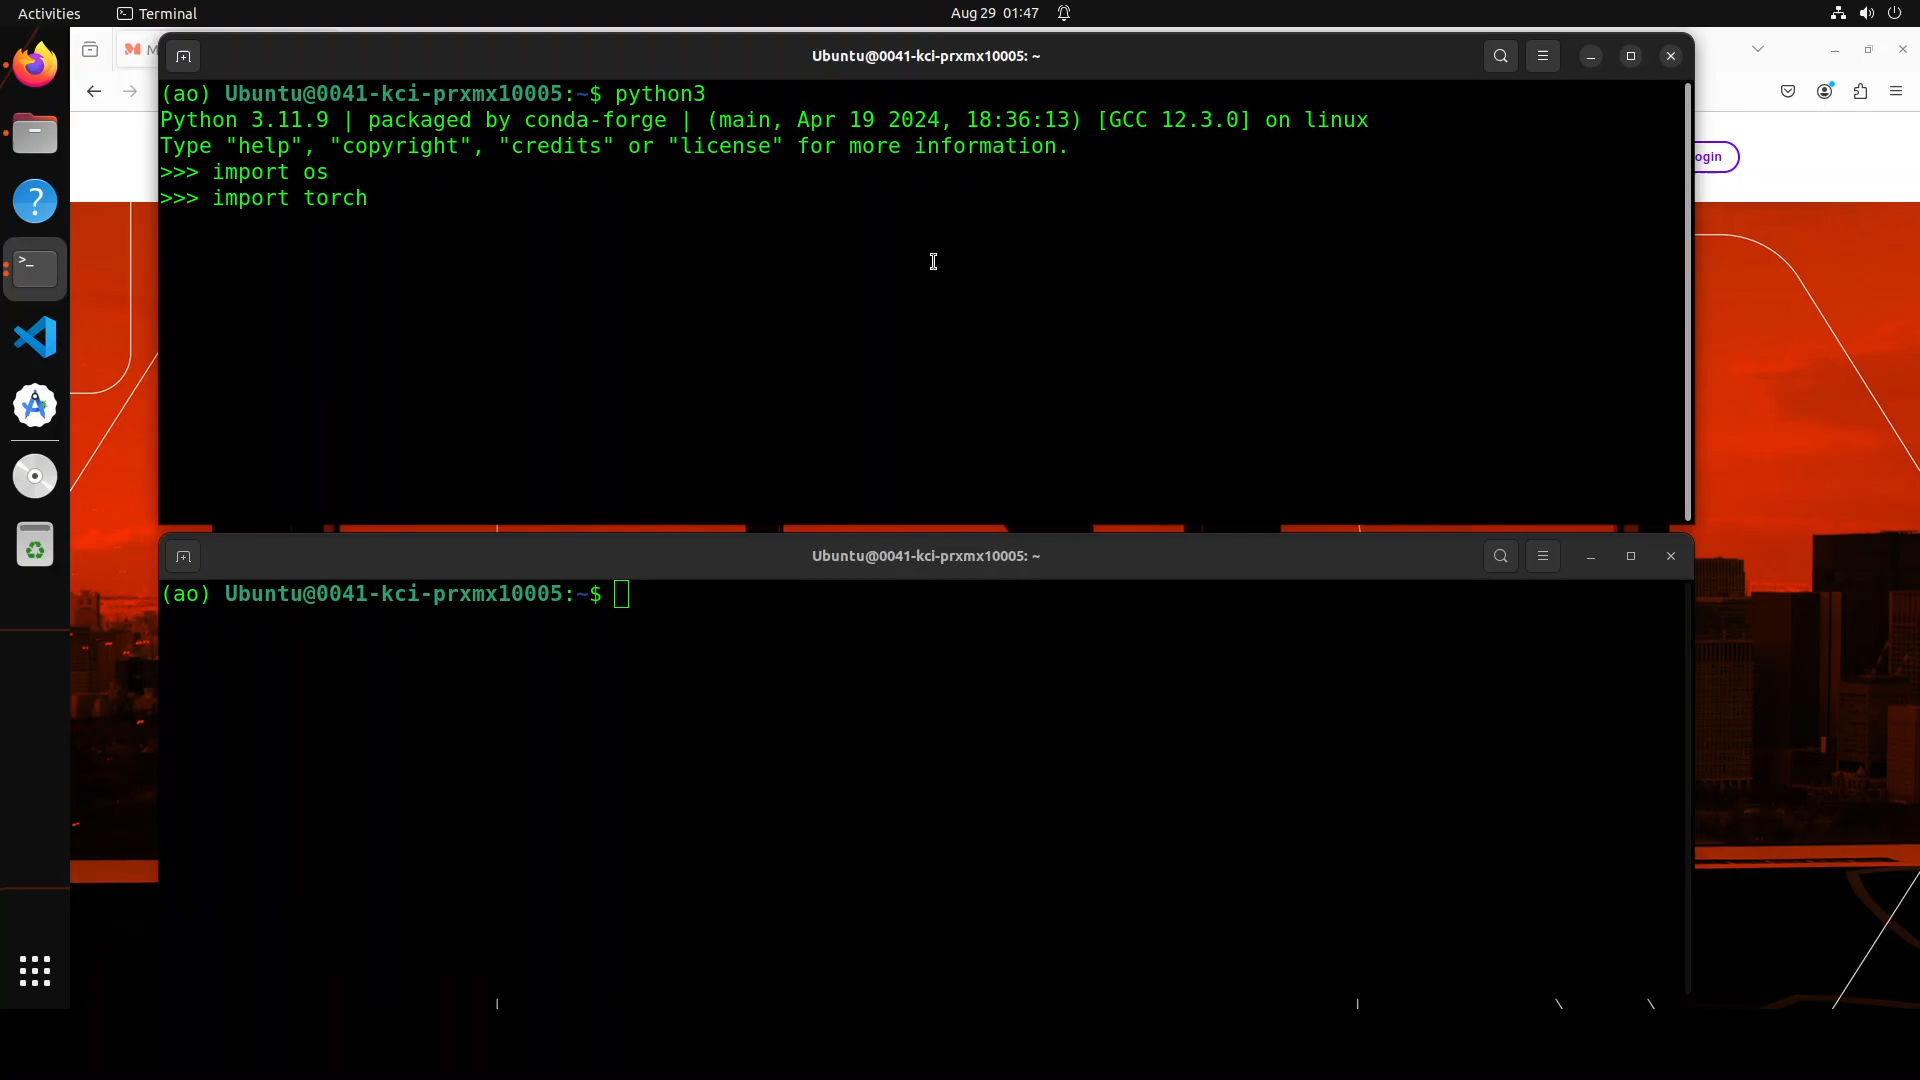 Activities
Terminal
Aug 29 01:47
M
Ubuntu@0041-kci-prxmx10005: ~
(ao) Ubuntu@0041-kci-prxmx10005:~$ python3
Python 3.11.9 | packaged by conda-forge | (main, Apr 19 2024, 18:36:13) [GCC 12.3.0] on linux
Type "help", "copyright", "credits" or "license" for more information.
>>> import os
>>> import torch
ogin
Ubuntu@0041-kci-prxmx10005: ~
(ao) Ubuntu@0041-kci-prxmx10005:~$